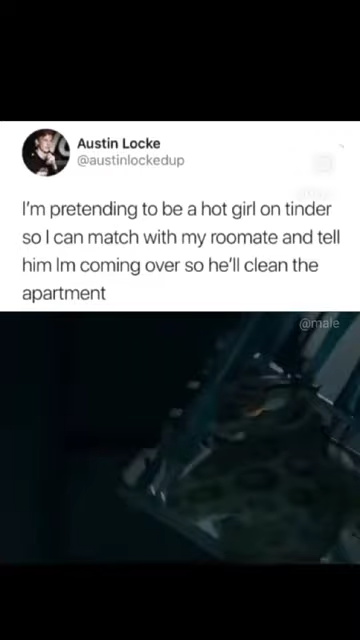 Austin Locke
@austinlockedup
I'm pretending to be a hot girl on tinder
so I can match with my roomate and tell
him Im coming over so he'll clean the
apartment
@male